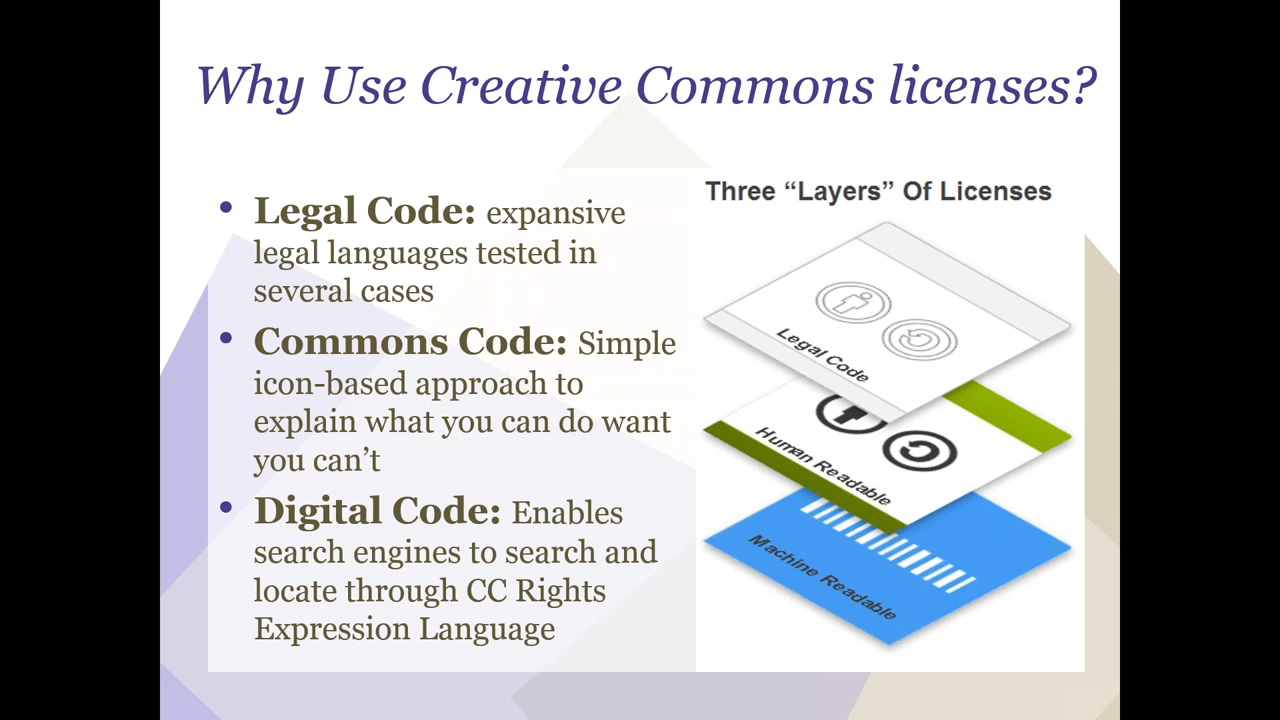 Why Use Creative Commons licenses?
• Legal Code: expansive
legal languages tested in
several cases
• Commons Code: Simple
icon-based approach to
explain what you can do want
you can’t
• Digital Code: Enables
search engines to search and
locate through CC Rights
Expression Language
Three “Layers” Of Licenses
Legal Code
Human Readable
Machine Readable